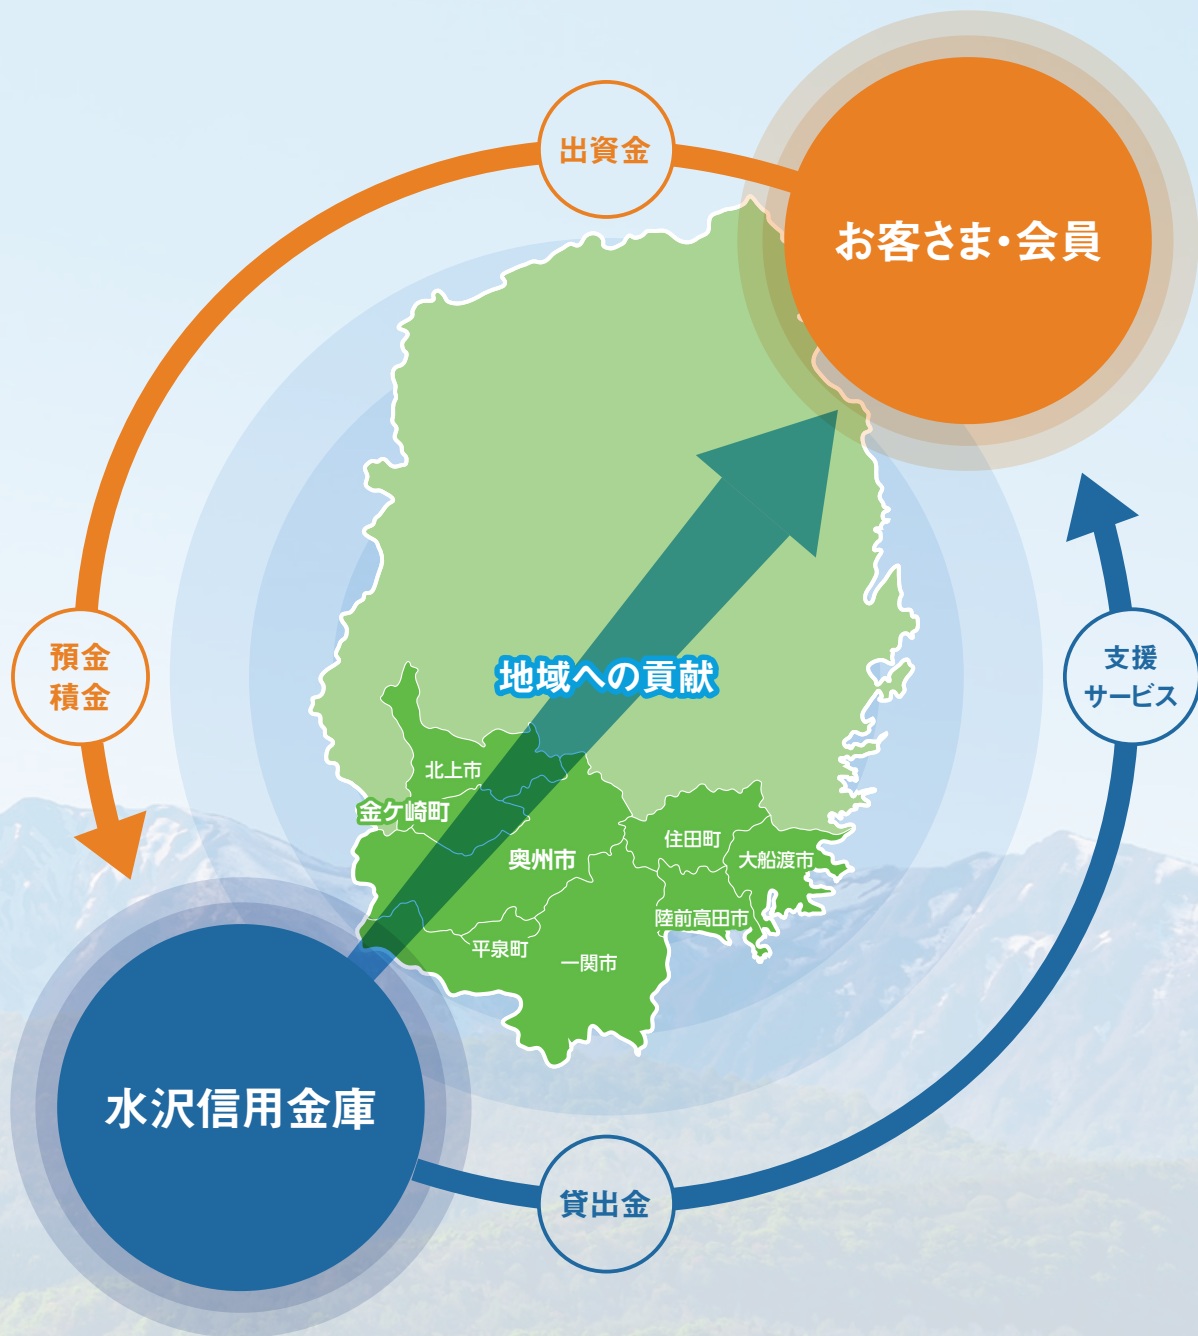 出資金
お客さま・会員
預金
積金
支援
サービス
地域への貢献
北上市
金ケ崎町
奥州市
住田町
大船渡市
陸前高田市
平泉町
一関市
水沢信用金庫
貸出金